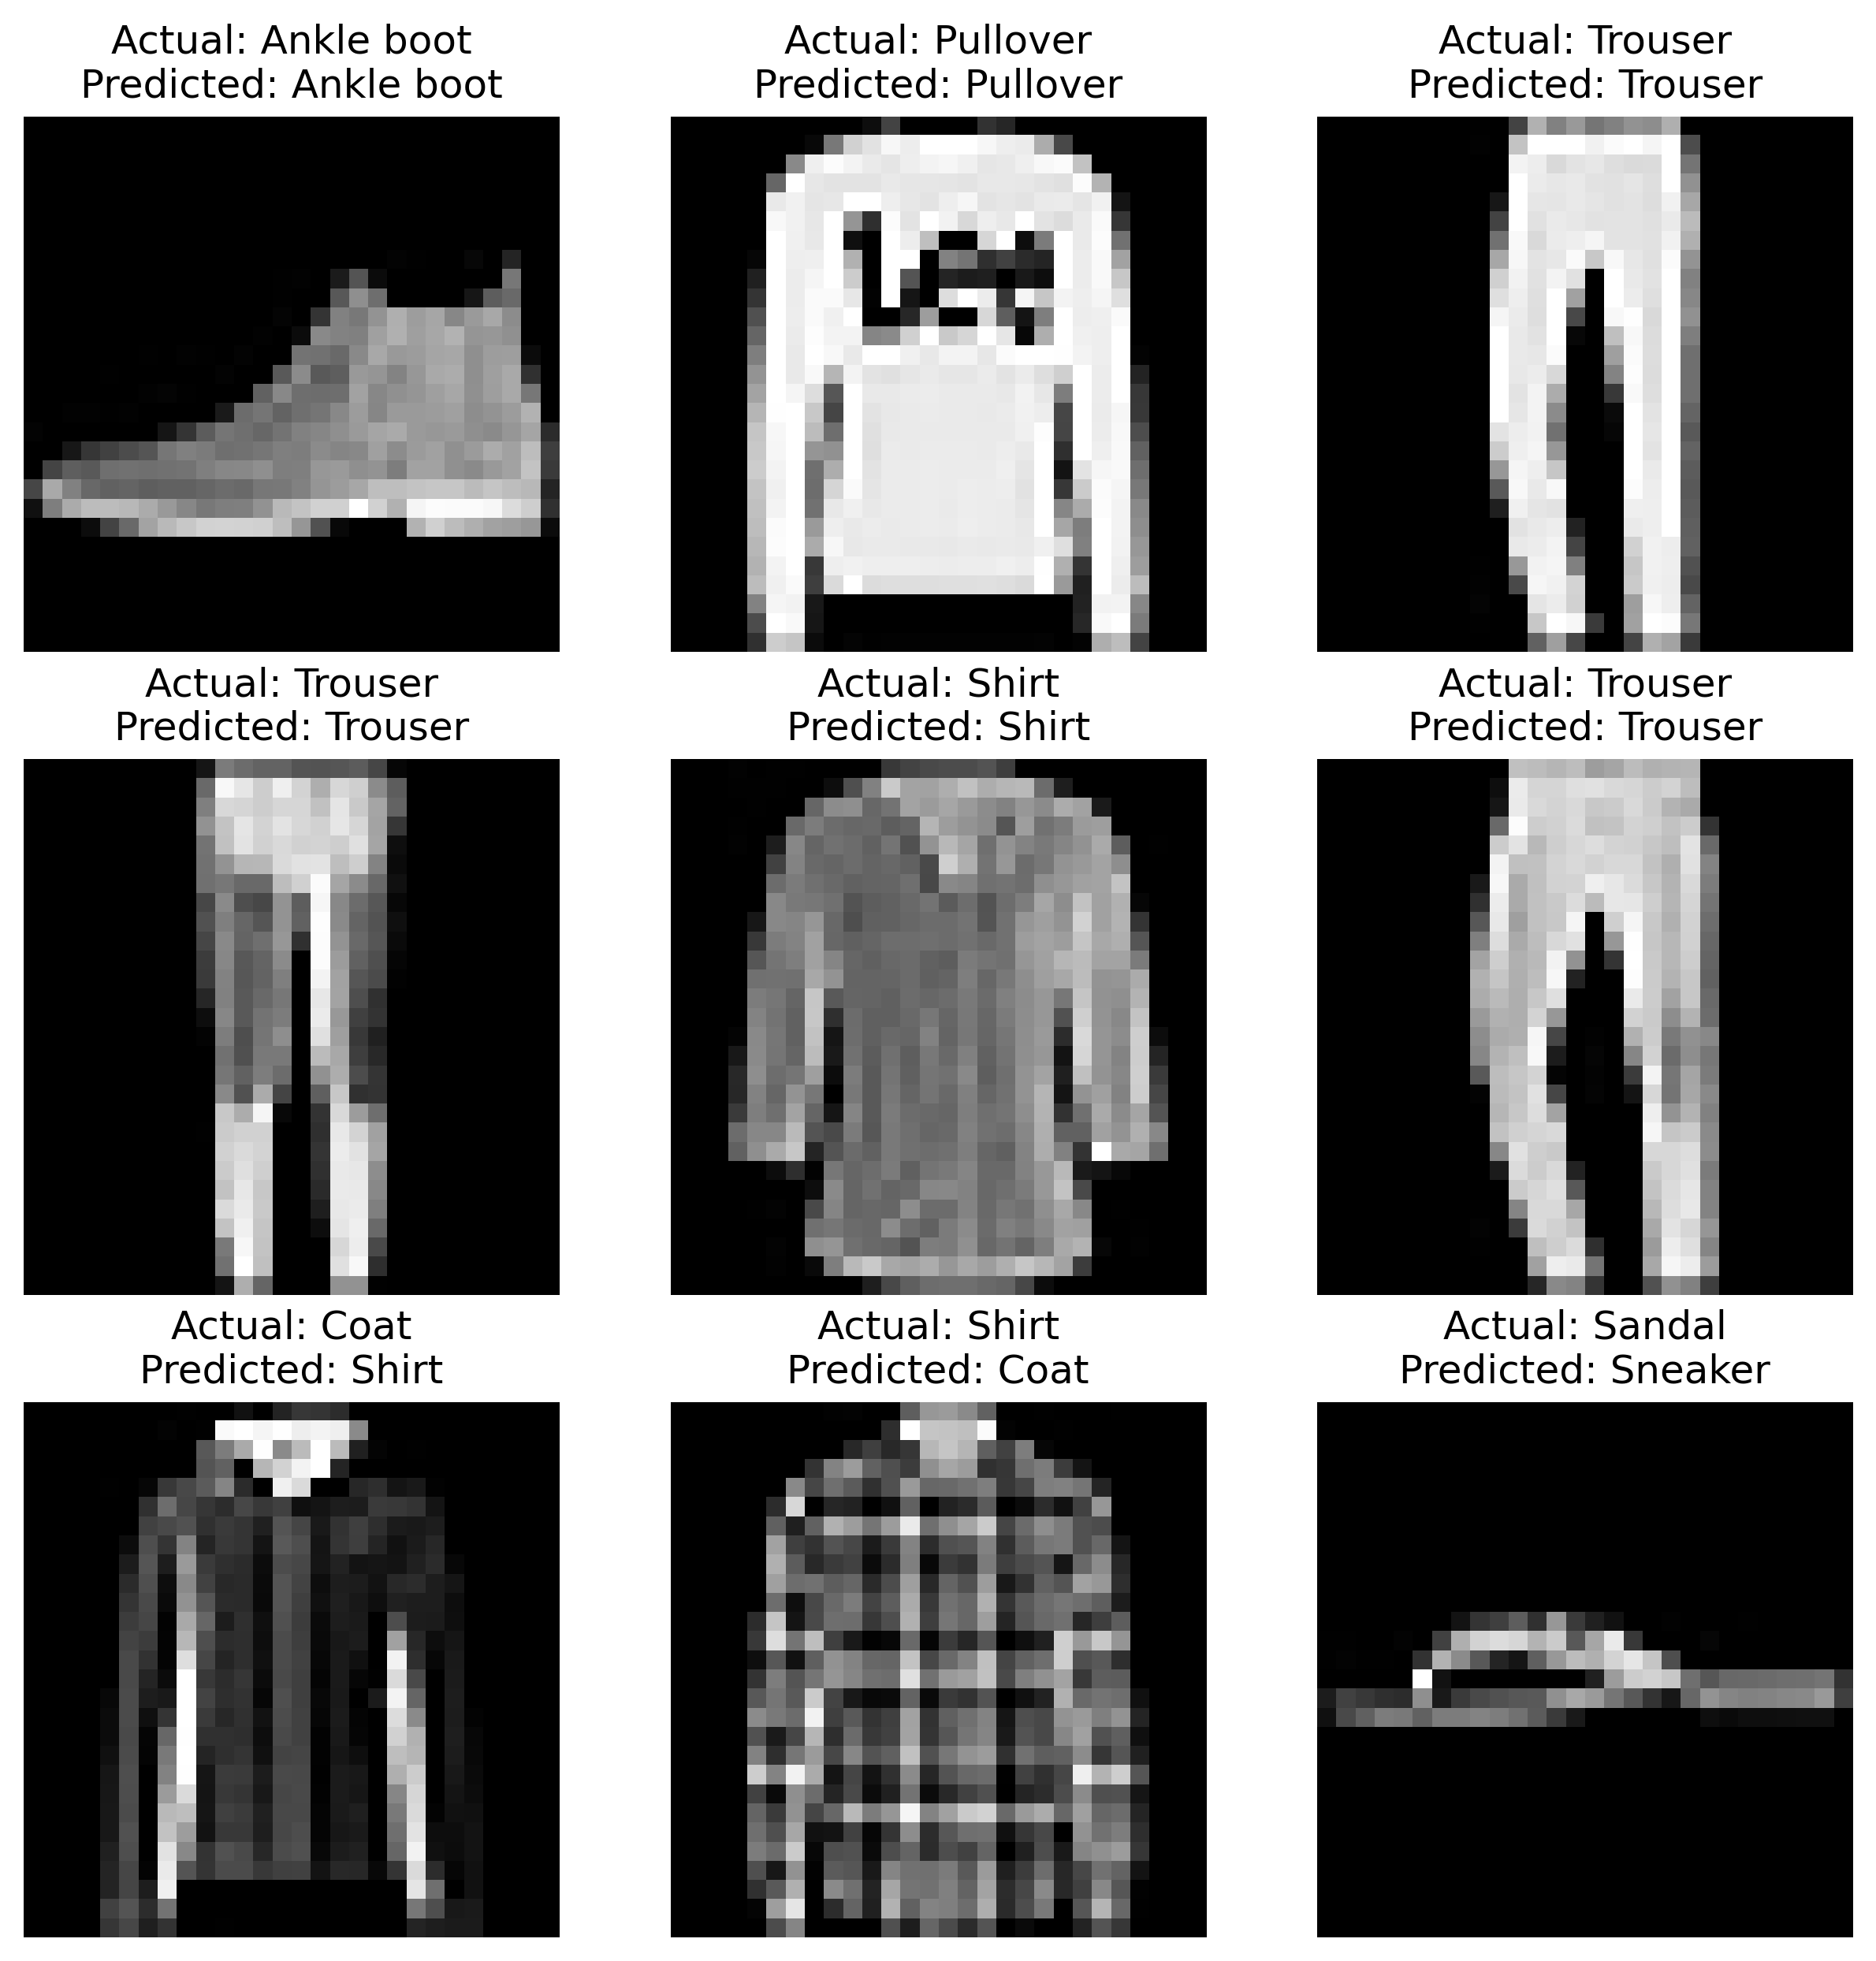 Actual: Ankle boot
Predicted: Ankle boot
Actual: Pullover
Predicted: Pullover
Actual: Trouser
Predicted: Trouser
Actual: Trouser
Predicted: Trouser
Actual: Shirt
Predicted: Shirt
Actual: Trouser
Predicted: Trouser
Actual: Coat
Predicted: Shirt
Actual: Shirt
Predicted: Coat
Actual: Sandal
Predicted: Sneaker